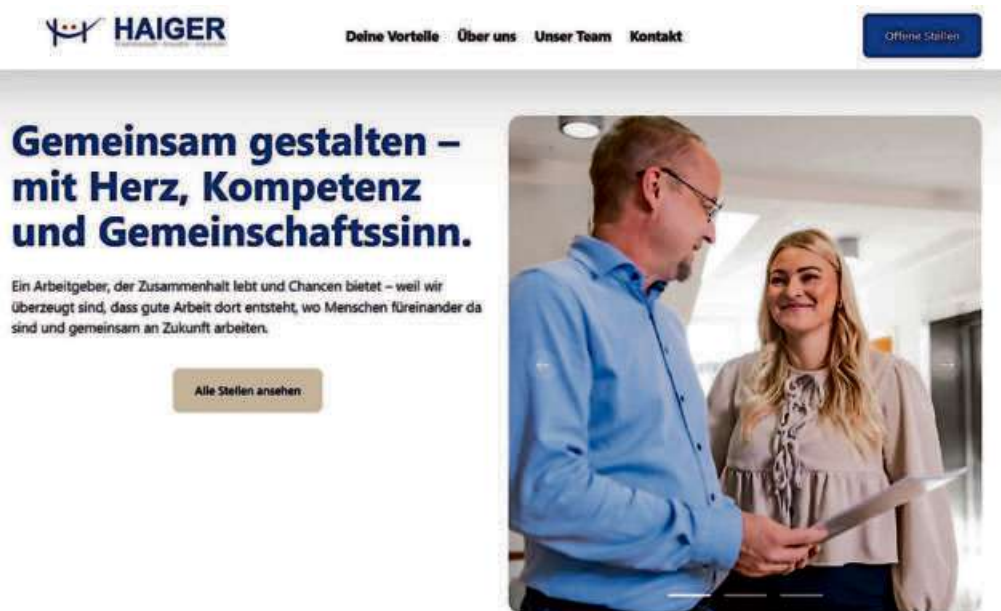 HAIGER
Deine Vorteile Über uns Unser Team Kontakt
Offene Stellen
Gemeinsam gestalten –
mit Herz, Kompetenz
und Gemeinschaftssinn.
Ein Arbeitgeber, der Zusammenhalt lebt und Chancen bietet – weil wir
überzeugt sind, dass gute Arbeit dort entsteht, wo Menschen füreinander da
sind und gemeinsam an Zukunft arbeiten.
Alle Stellen ansehen